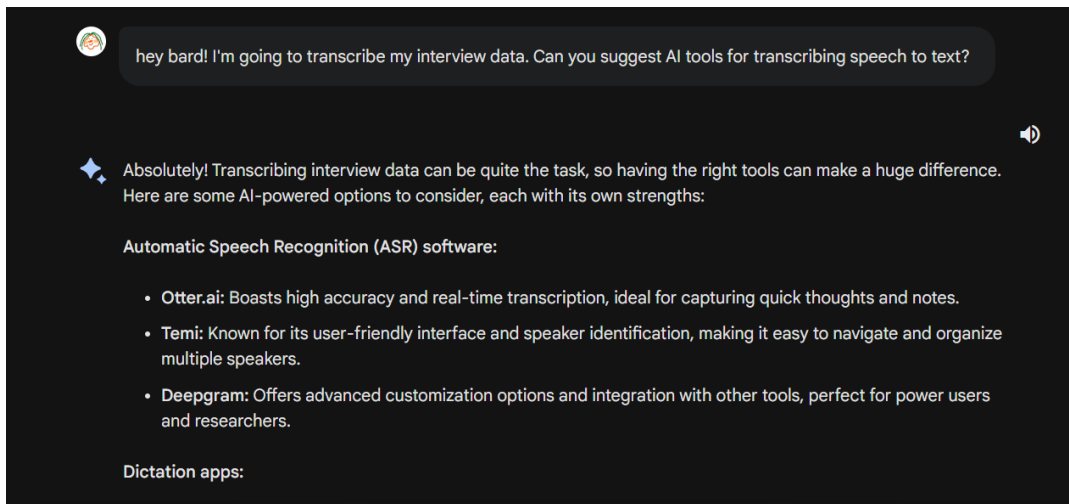 hey bard! I'm going to transcribe my interview data. Can you suggest AI tools for transcribing speech to text?
Absolutely! Transcribing interview data can be quite the task, so having the right tools can make a huge difference.
Here are some AI-powered options to consider, each with its own strengths:
Automatic Speech Recognition (ASR) software:
• Otter.ai: Boasts high accuracy and real-time transcription, ideal for capturing quick thoughts and notes.
• Temi: Known for its user-friendly interface and speaker identification, making it easy to navigate and organize
multiple speakers.
• Deepgram: Offers advanced customization options and integration with other tools, perfect for power users
and researchers.
Dictation apps: